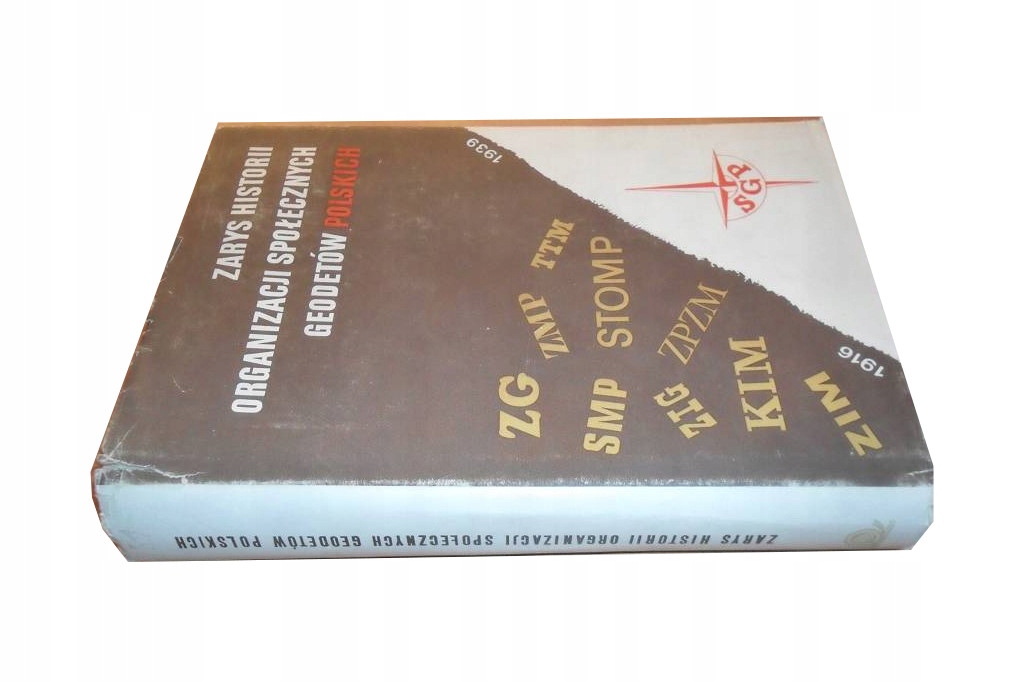 ZARYS HISTORII
ORGANIZACJI SPOŁECZNYCH
GEODETÓW POLSKICH
1939
SGP
TTM
ZMP
STOMP
ZG
ZPZM
SMP
ZIG
KIM
1916
ZIM
ZARYS HISTORII ORGANIZACJI SPOŁECZNYCH GEODETÓW POLSKICH